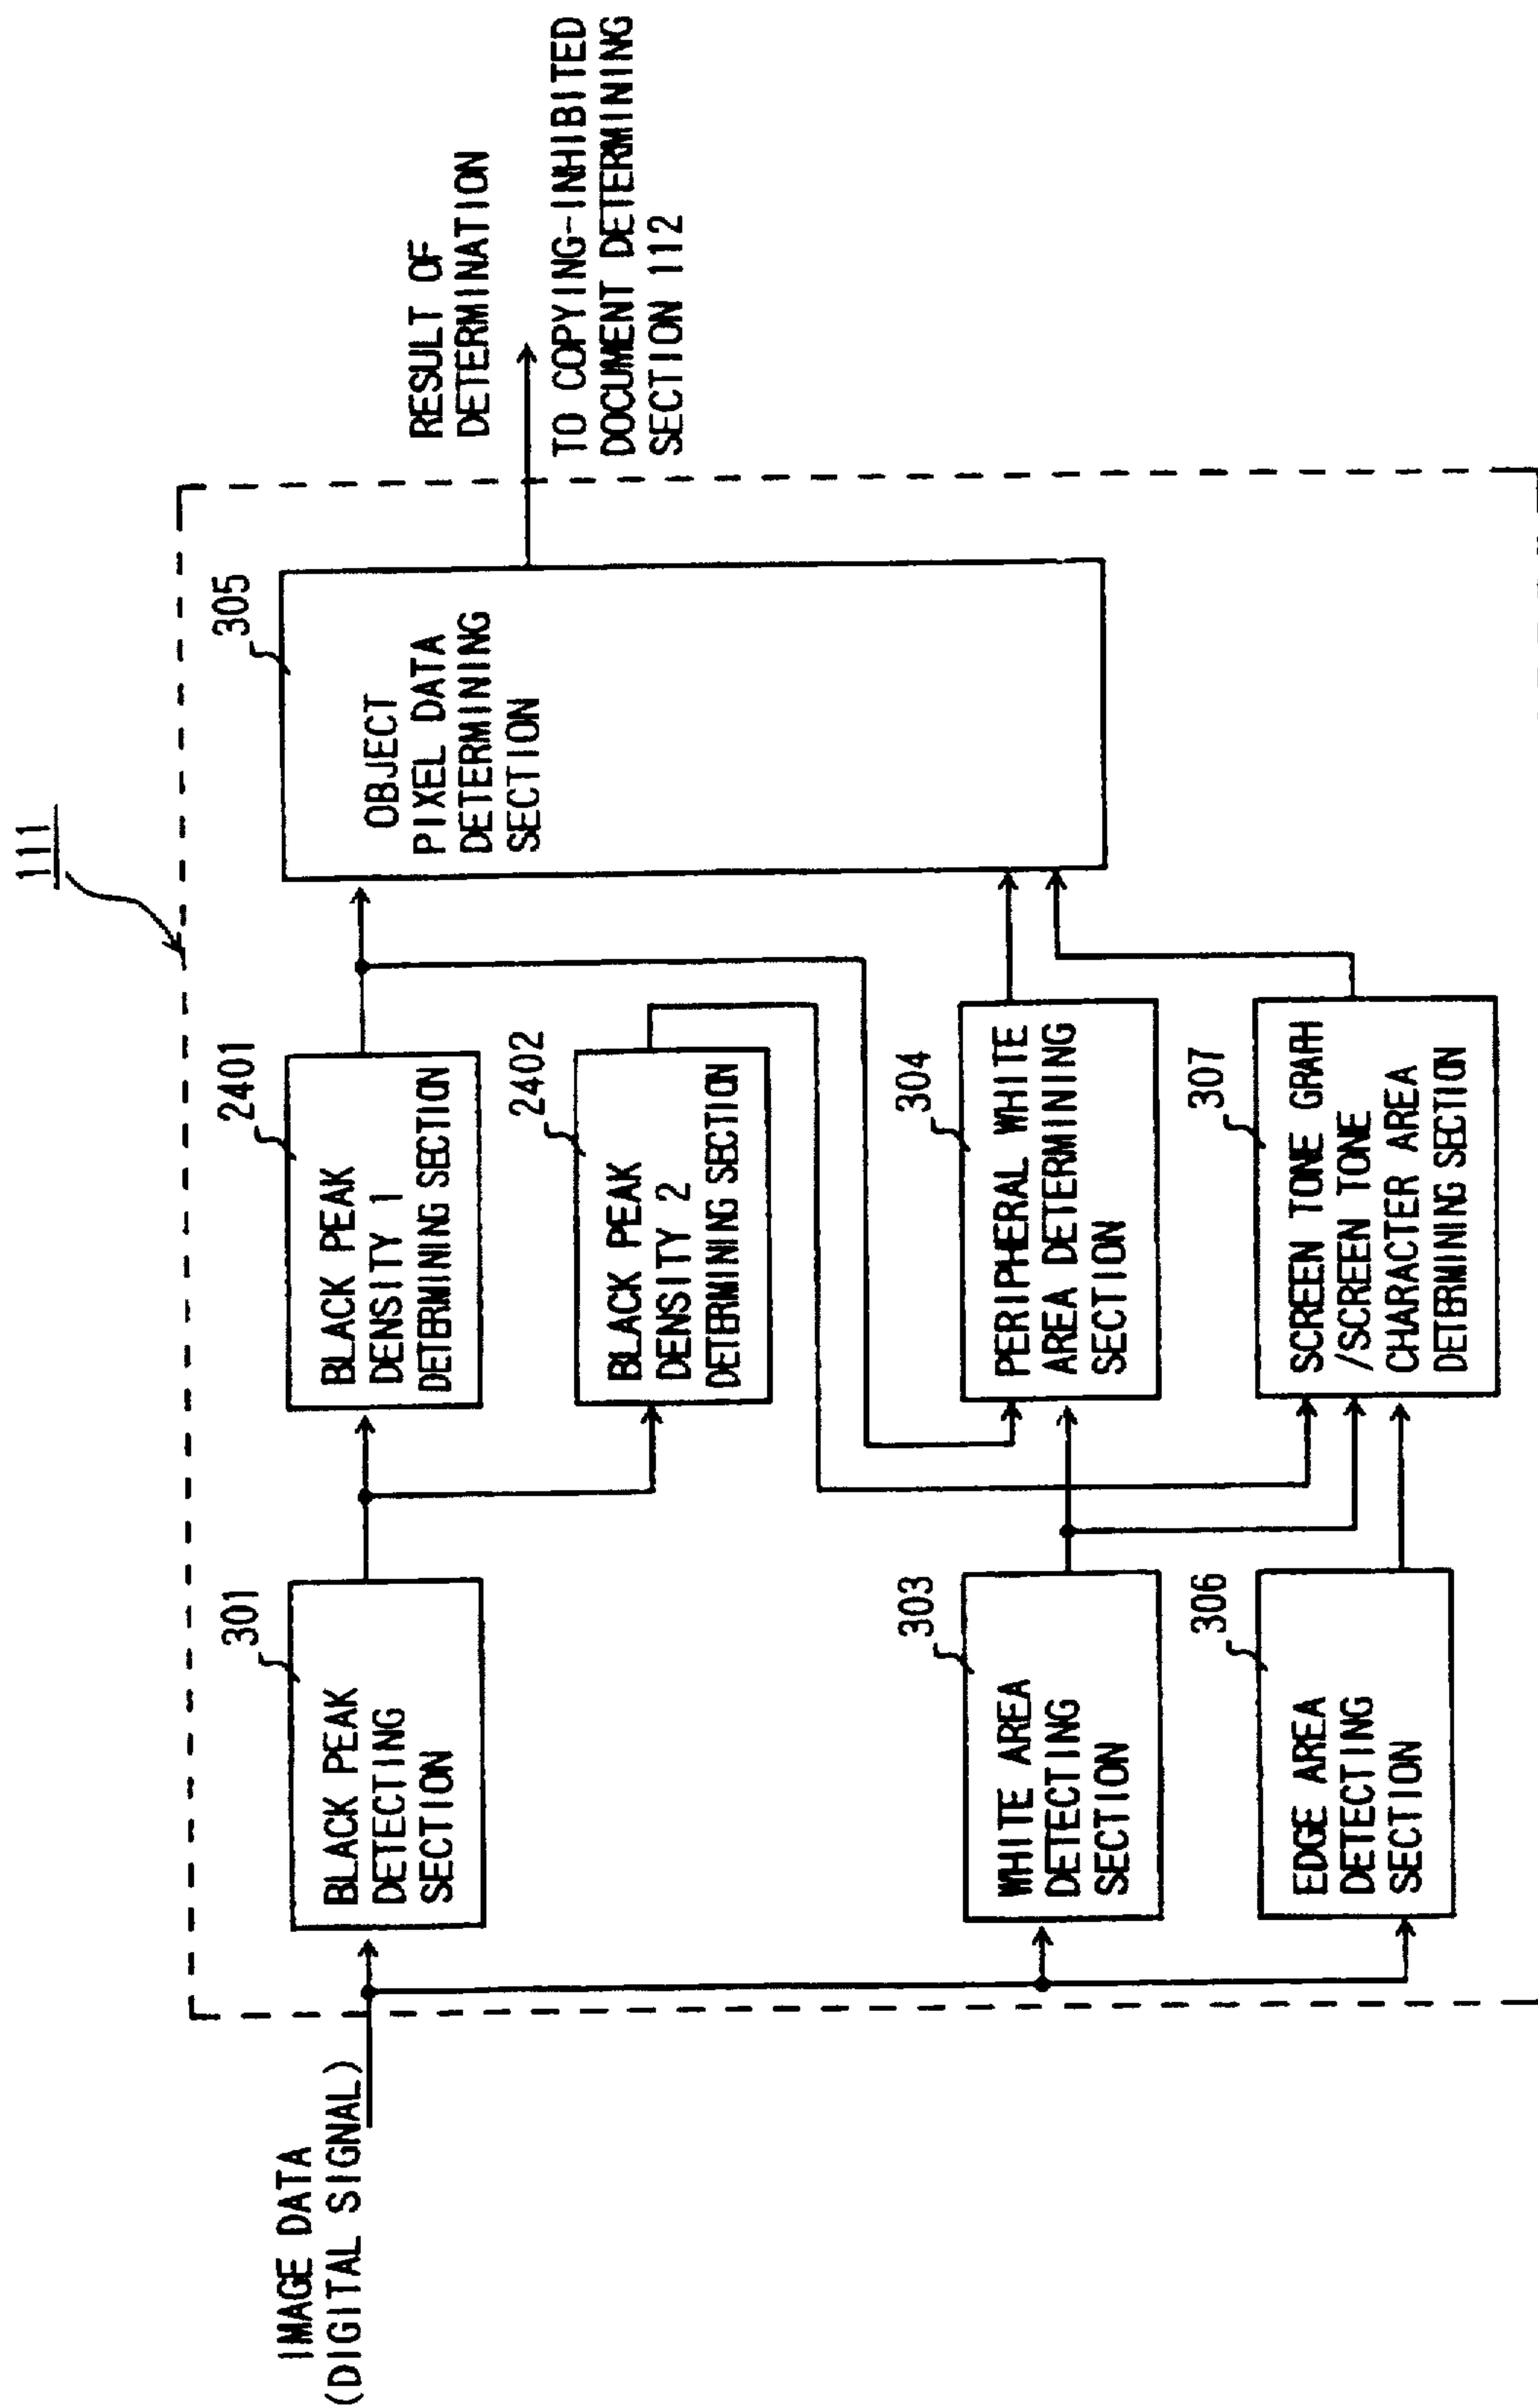 111
IMAGE DATA
(DIGITAL SIGNAL)
301
BLACK PEAK
DETECTING
SECTION
2401
BLACK PEAK
DENSITY 1
DETERMINING SECTION
2402
BLACK PEAK
DENSITY 2
DETERMINING SECTION
303
WHITE AREA
DETECTING
SECTION
304
PERIPHERAL WHITE
AREA DETERMINING
SECTION
306
EDGE AREA
DETECTING
SECTION
307
SCREEN TONE GRAPH
/SCREEN TONE
CHARACTER AREA
DETERMINING SECTION
305
OBJECT
PIXEL DATA
DETERMINING
SECTION
RESULT OF
DETERMINATION
TO COPYING-INHIBITED
DOCUMENT DETERMINING
SECTION 112